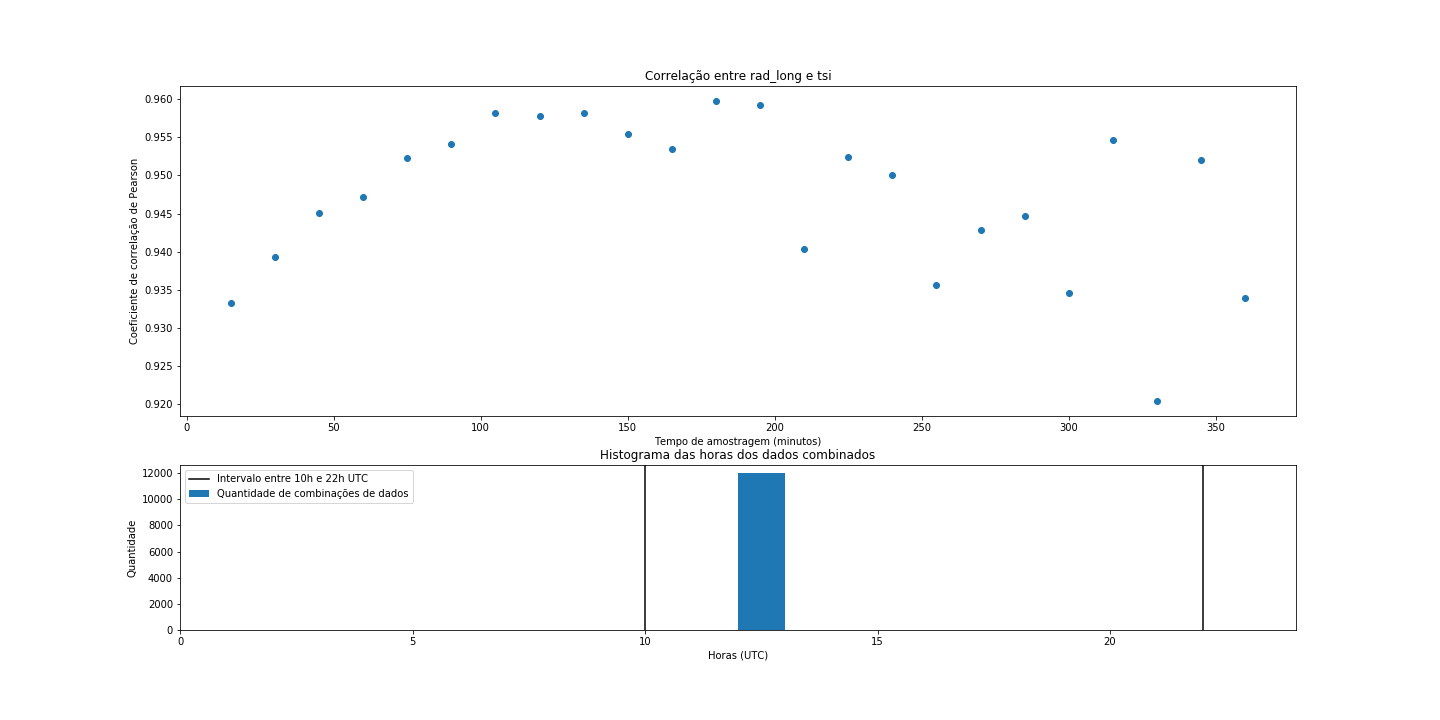 Correlação entre rad_long e tsi
0.960
0.955
0.950
0.945
0.940
0.935
0.930
0.925
0.920
Coeficiente de correlação de Pearson
0 50 100 150 200 250 300 350
Tempo de amostragem (minutos)
Histograma das horas dos dados combinados
12000
10000
8000
6000
4000
2000
0
Quantidade
Intervalo entre 10h e 22h UTC
Quantidade de combinações de dados
0 5 10 15 20
Horas (UTC)